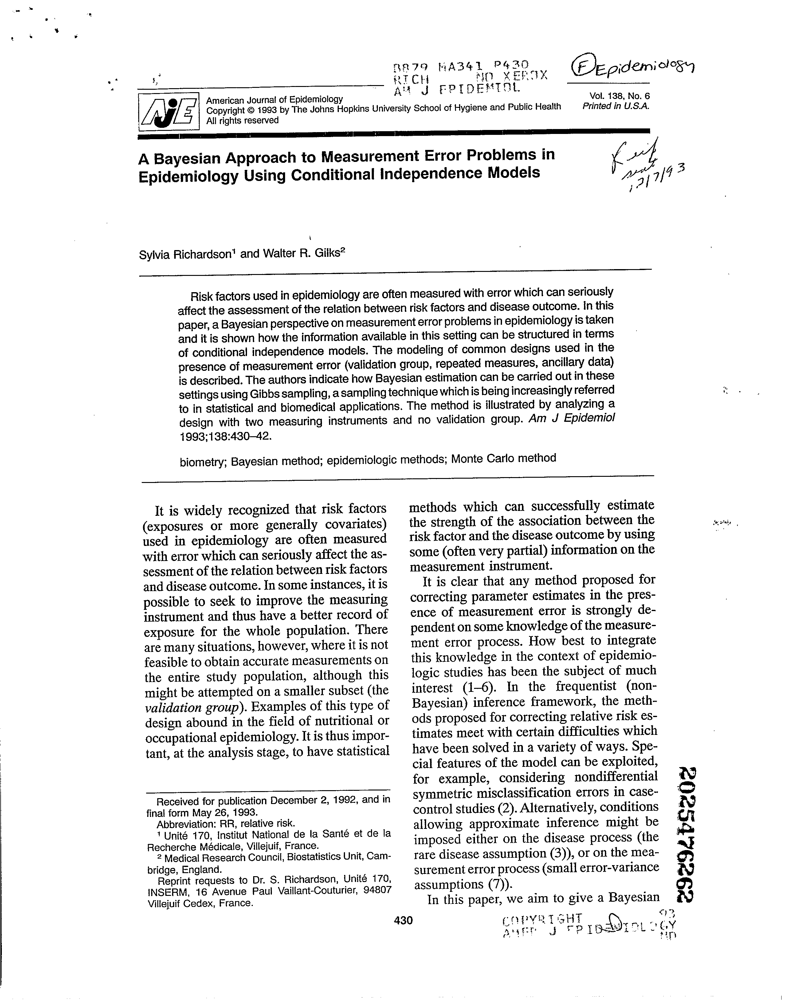 RR79 HA341 P430
RICH NO XEROX
AM J EPIDEMIOL
Epidemiology
AJE
American Journal of Epidemiology
Copyright © 1993 by The Johns Hopkins University School of Hygiene and Public Health
All rights reserved
Vol. 138, No. 6
Printed in U.S.A.
A Bayesian Approach to Measurement Error Problems in
Epidemiology Using Conditional Independence Models
12/7/93
Sylvia Richardson¹ and Walter R. Gilks²
Risk factors used in epidemiology are often measured with error which can seriously
affect the assessment of the relation between risk factors and disease outcome. In this
paper, a Bayesian perspective on measurement error problems in epidemiology is taken
and it is shown how the information available in this setting can be structured in terms
of conditional independence models. The modeling of common designs used in the
presence of measurement error (validation group, repeated measures, ancillary data)
is described. The authors indicate how Bayesian estimation can be carried out in these
settings using Gibbs sampling, a sampling technique which is being increasingly referred
to in statistical and biomedical applications. The method is illustrated by analyzing a
design with two measuring instruments and no validation group. Am J Epidemiol
1993;138:430–42.
biometry; Bayesian method; epidemiologic methods; Monte Carlo method
It is widely recognized that risk factors
(exposures or more generally covariates)
used in epidemiology are often measured
with error which can seriously affect the as-
sessment of the relation between risk factors
and disease outcome. In some instances, it is
possible to seek to improve the measuring
instrument and thus have a better record of
exposure for the whole population. There
are many situations, however, where it is not
feasible to obtain accurate measurements on
the entire study population, although this
might be attempted on a smaller subset (the
validation group). Examples of this type of
design abound in the field of nutritional or
occupational epidemiology. It is thus impor-
tant, at the analysis stage, to have statistical
Received for publication December 2, 1992, and in
final form May 26, 1993.
Abbreviation: RR, relative risk.
¹ Unité 170, Institut National de la Santé et de la
Recherche Médicale, Villejuif, France.
² Medical Research Council, Biostatistics Unit, Cam-
bridge, England.
Reprint requests to Dr. S. Richardson, Unité 170,
INSERM, 16 Avenue Paul Vaillant-Couturier, 94807
Villejuif Cedex, France.
methods which can successfully estimate
the strength of the association between the
risk factor and the disease outcome by using
some (often very partial) information on the
measurement instrument.
It is clear that any method proposed for
correcting parameter estimates in the pres-
ence of measurement error is strongly de-
pendent on some knowledge of the measure-
ment error process. How best to integrate
this knowledge in the context of epidemio-
logic studies has been the subject of much
interest (1–6). In the frequentist (non-
Bayesian) inference framework, the meth-
ods proposed for correcting relative risk es-
timates meet with certain difficulties which
have been solved in a variety of ways. Spe-
cial features of the model can be exploited,
for example, considering nondifferential
symmetric misclassification errors in case-
control studies (2). Alternatively, conditions
allowing approximate inference might be
imposed either on the disease process (the
rare disease assumption (3)), or on the mea-
surement error process (small error-variance
assumptions (7)).
In this paper, we aim to give a Bayesian
430
COPYRIGHT
AMER J EPIDEMIOLOGY
2025476262